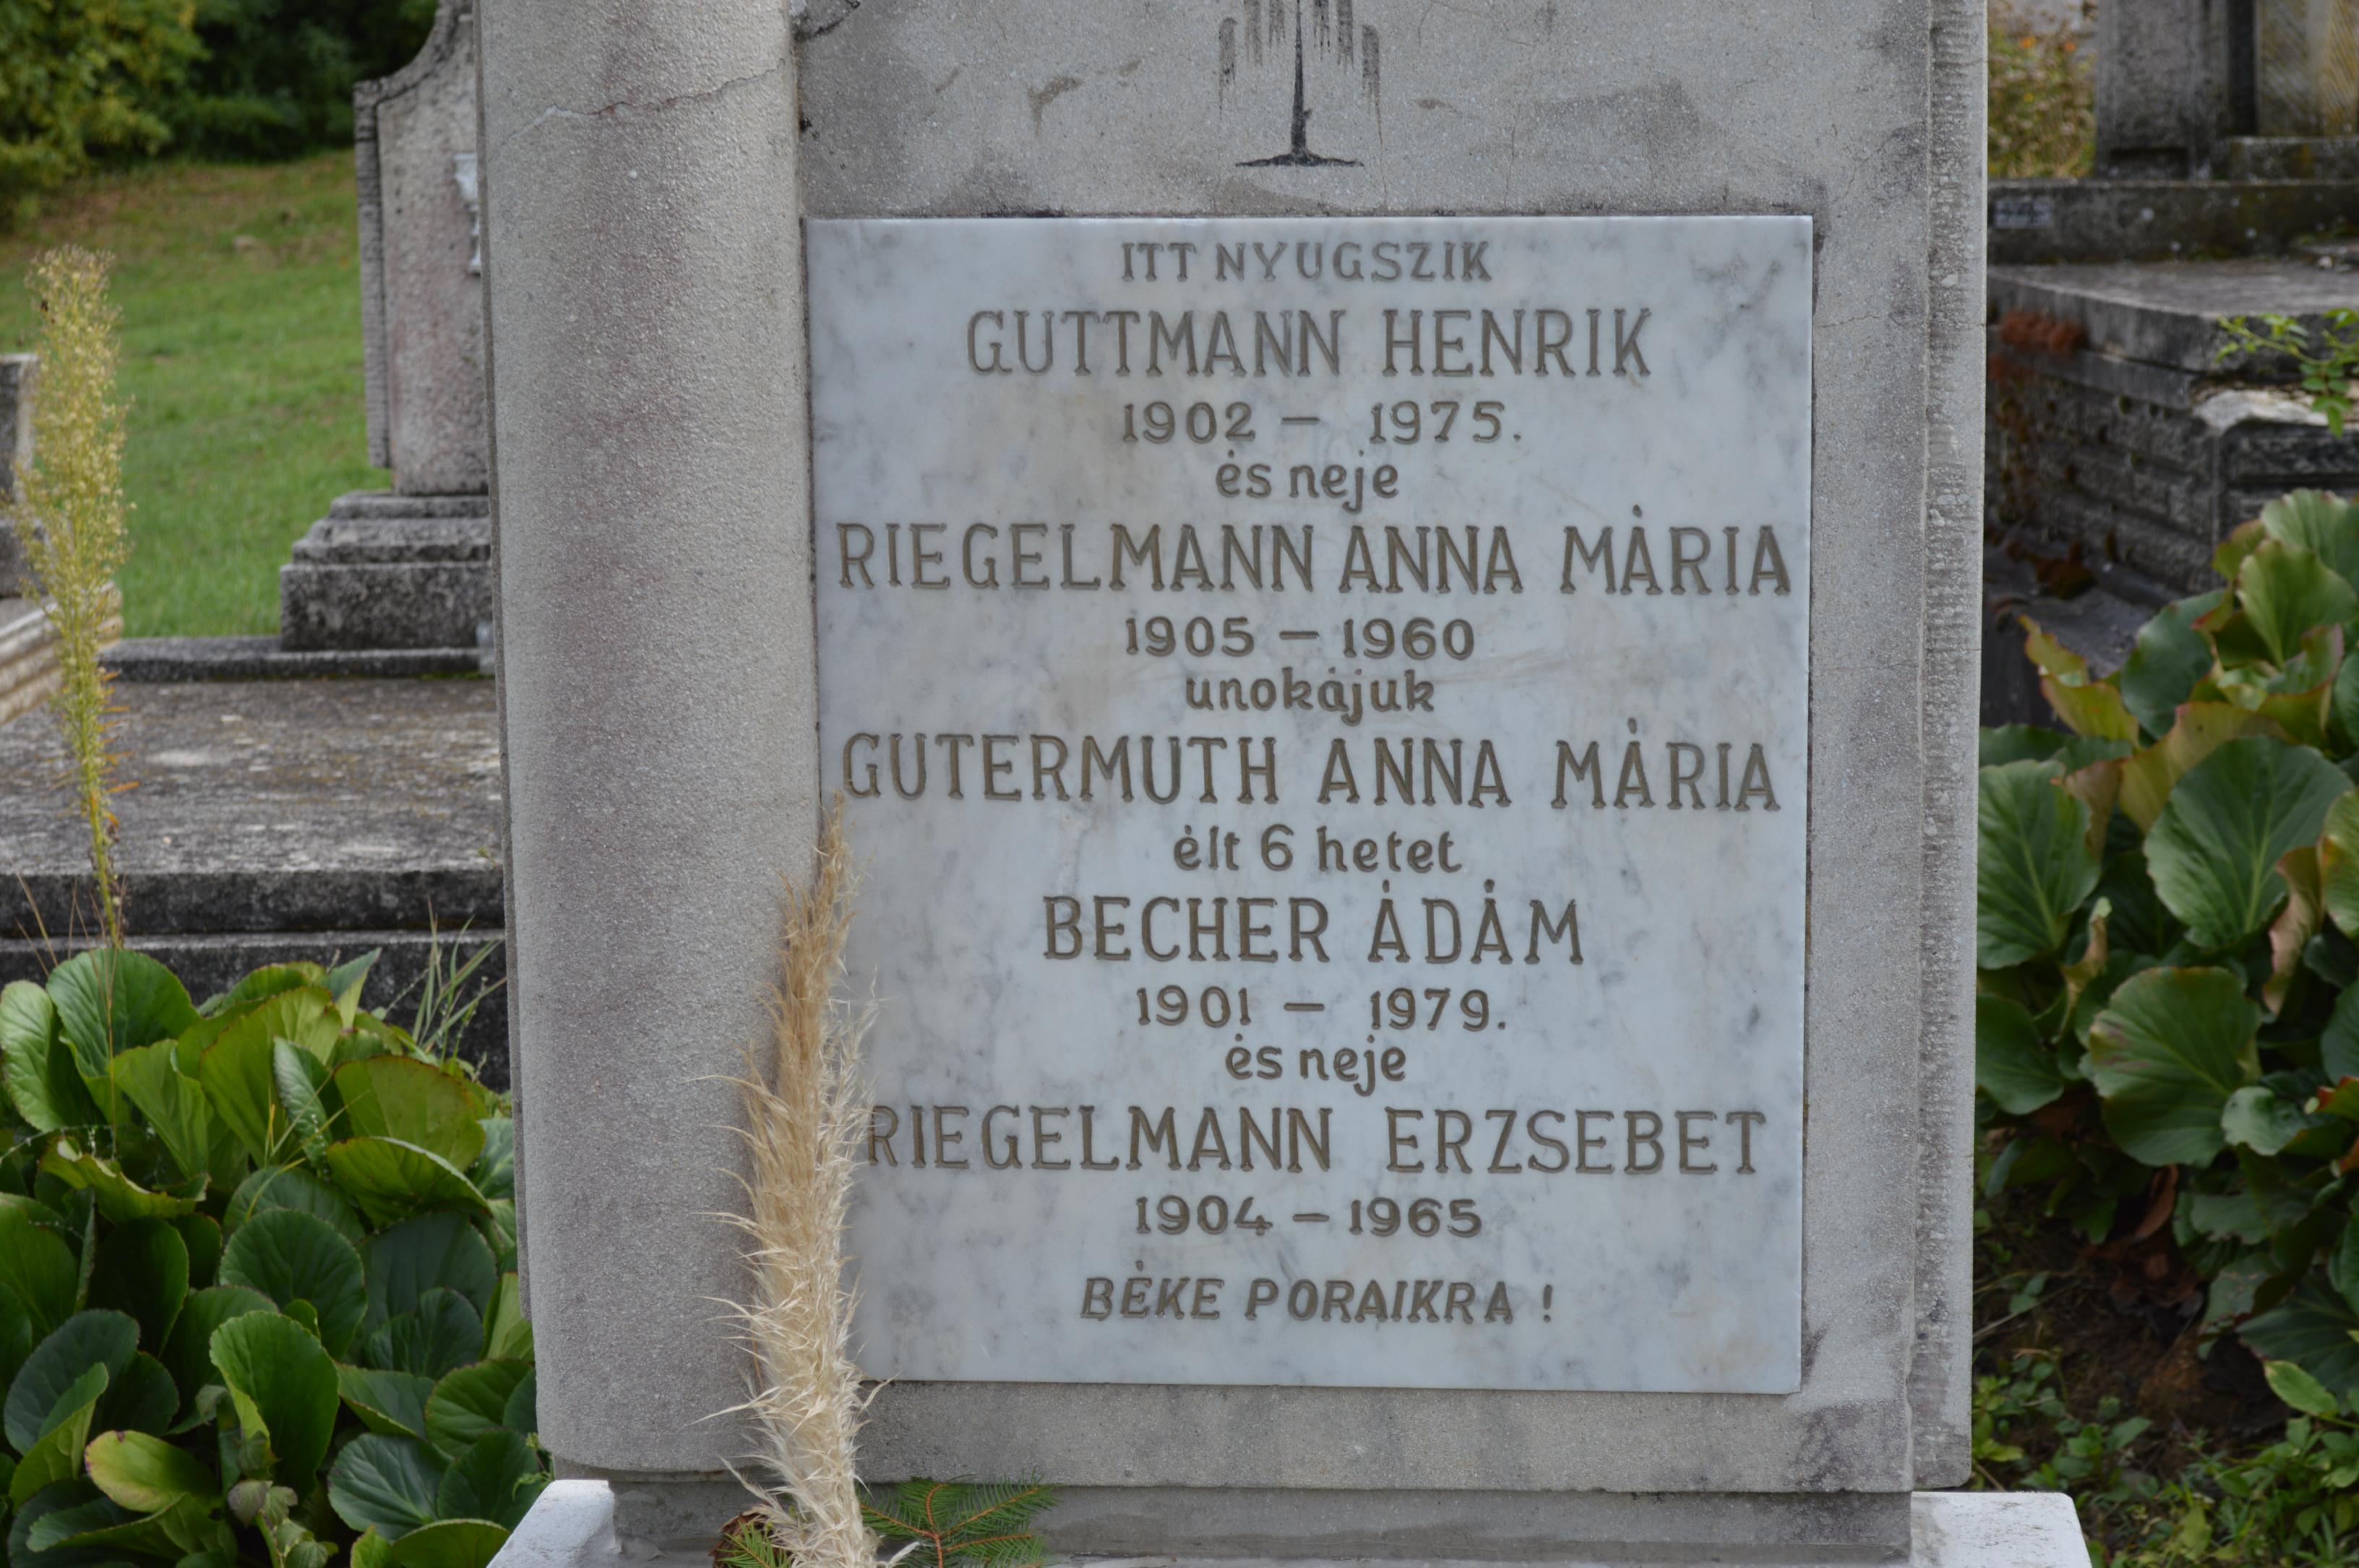 ITT NYUGSZIK
GUTTMANN HENRIK
1902 – 1975.
és neje
RIEGELMANN ANNA MÁRIA
1905 – 1960
unokájuk
GUTERMUTH ANNA MÁRIA
élt 6 hetet
BECHER ÁDÁM
1901 – 1979.
és neje
RIEGELMANN ERZSEBET
1904 – 1965
BÉKE PORAIKRA !